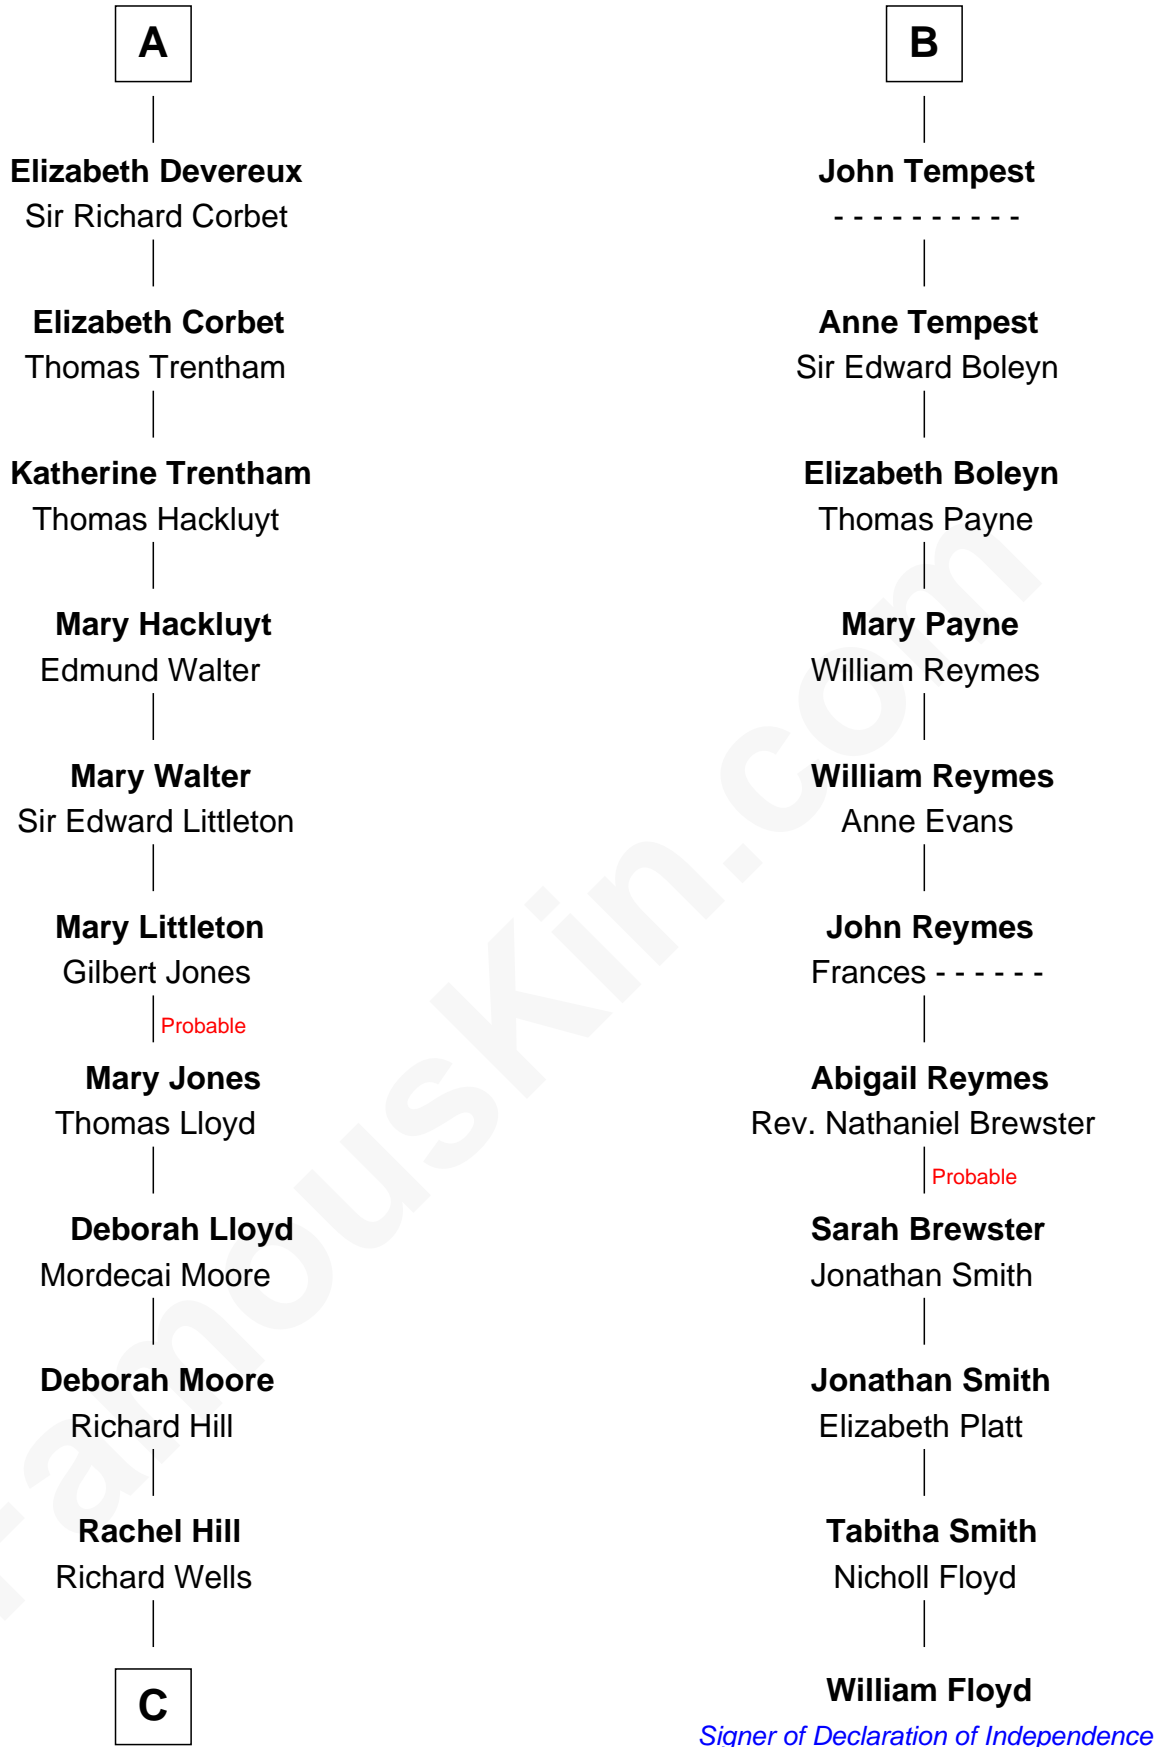 A
Elizabeth Devereux
Sir Richard Corbet
Elizabeth Corbet
Thomas Trentham
Katherine Trentham
Thomas Hackluyt
Mary Hackluyt
Edmund Walter
Mary Walter
Sir Edward Littleton
Mary Littleton
Gilbert Jones
Probable
Mary Jones
Thomas Lloyd
Deborah Lloyd
Mordecai Moore
Deborah Moore
Richard Hill
Rachel Hill
Richard Wells
C
B
John Tempest
- - - - - - - - - -
Anne Tempest
Sir Edward Boleyn
Elizabeth Boleyn
Thomas Payne
Mary Payne
William Reymes
William Reymes
Anne Evans
John Reymes
Frances - - - - - -
Abigail Reymes
Rev. Nathaniel Brewster
Probable
Sarah Brewster
Jonathan Smith
Jonathan Smith
Elizabeth Platt
Tabitha Smith
Nicholl Floyd
William Floyd
Signer of Declaration of Independence
FamousKin.com